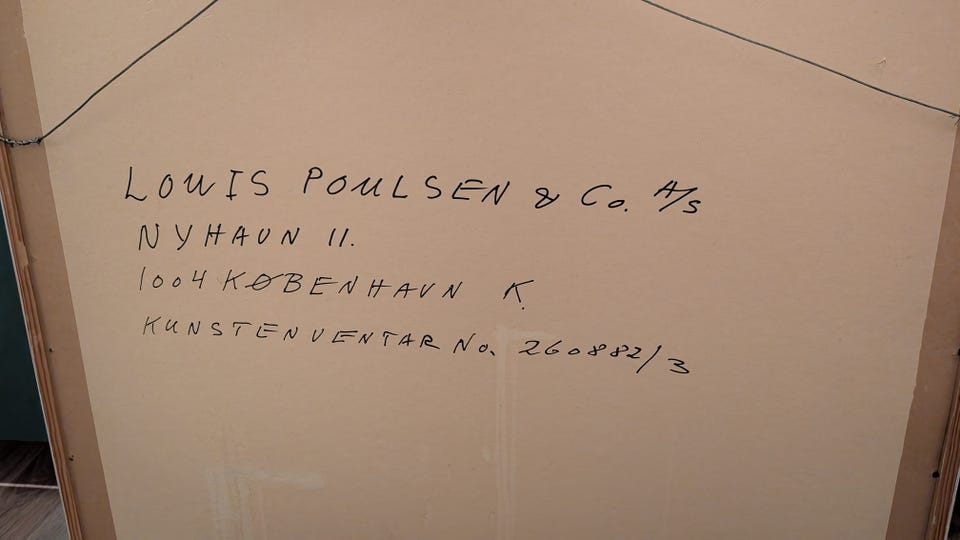 LOUIS POULSEN & Co. A/S
NYHAVN 11.
1004 KØBENHAVN K.
KUNSTENVENTAR No. 260882/3